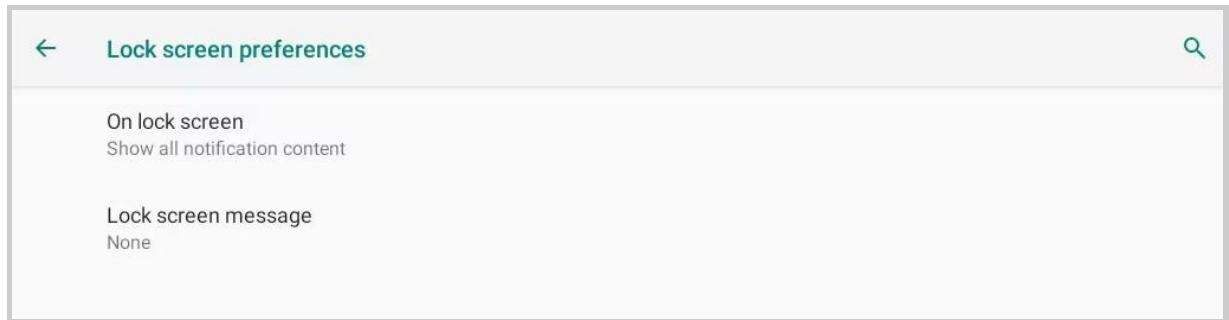 Lock screen preferences
On lock screen
Show all notification content
Lock screen message
None